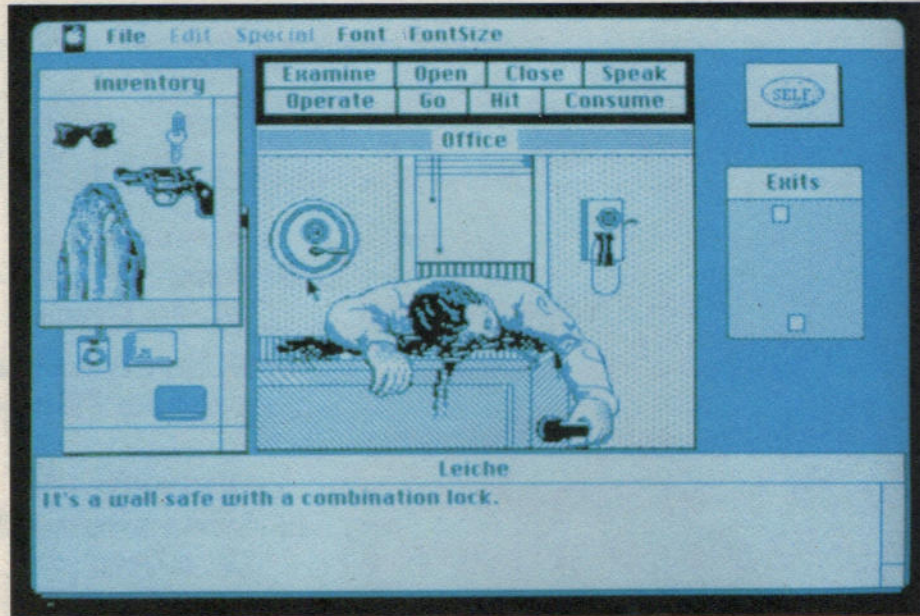 File Edit Special Font FontSize
inventory
Examine Open Close Speak
Operate Go Hit Consume
SELF
Office
Exits
Leiche
It's a wall safe with a combination lock.